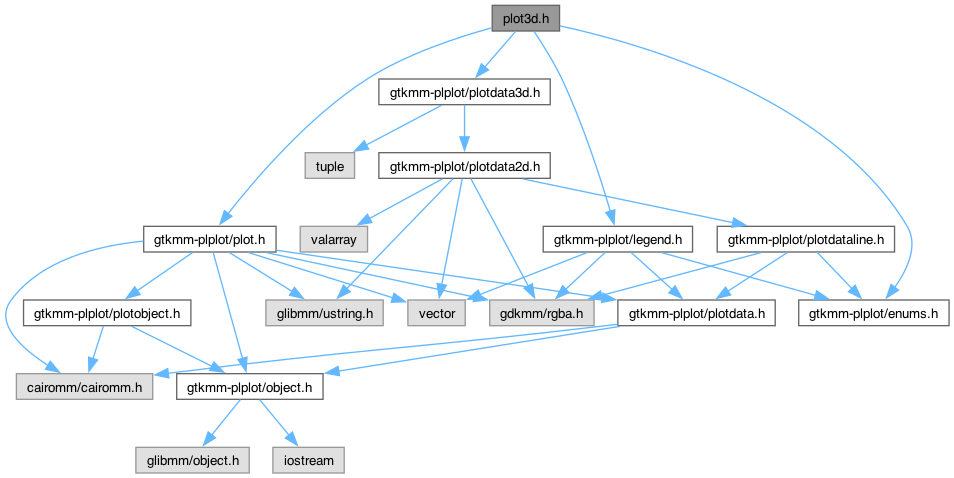 plot3d.h
gtkmm-plplot/plotdata3d.h
tuple
gtkmm-plplot/plotdata2d.h
gtkmm-plplot/plot.h
valarray
gtkmm-plplot/legend.h
gtkmm-plplot/plotdataline.h
gtkmm-plplot/plotobject.h
glibmm/ustring.h
vector
gdkmm/rgba.h
gtkmm-plplot/plotdata.h
gtkmm-plplot/enums.h
cairomm/cairomm.h
gtkmm-plplot/object.h
glibmm/object.h
iostream